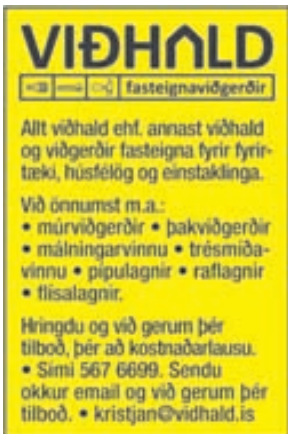 VIÐHALD
fasteignaviðgerðir
Allt viðhald ehf. annast viðhald
og viðgerðir fasteigna fyrir fyrir-
tæki, húsfélög og einstaklinga.
Við önnumst m.a.:
• múrviðgerðir • þakviðgerðir
• málningarvinnu • trésmíða-
vinnu • pípulagnir • raflagnir
• flísalagnir.
Hringdu og við gerum þér
tilboð, þér að kostnaðarlausu.
• Sími 567 6699. Sendu
okkur email og við gerum þér
tilboð. • kristjan@vidhald.is